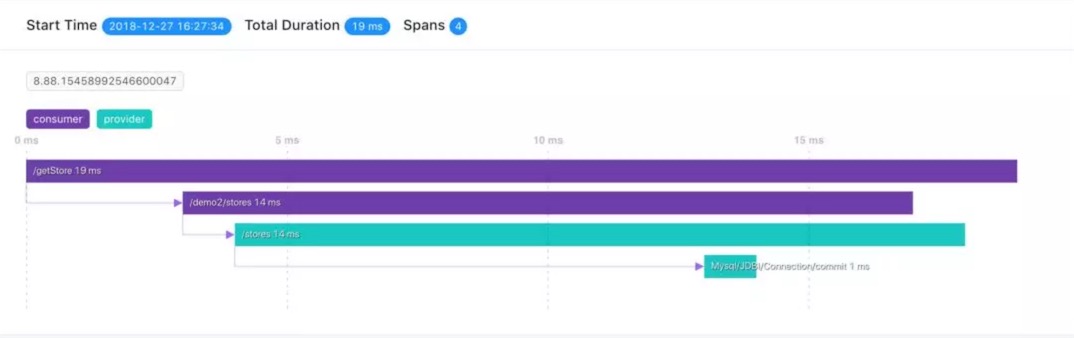 Start Time 2018-12-27 16:27:34 Total Duration 19 ms Spans 4
8.88.15458992546600047
consumer provider
0 ms 5 ms 10 ms 15 ms
/getStore 19 ms
/demo2/stores 14 ms
/stores 14 ms
Mysql/JDBI/Connection/commit 1 ms